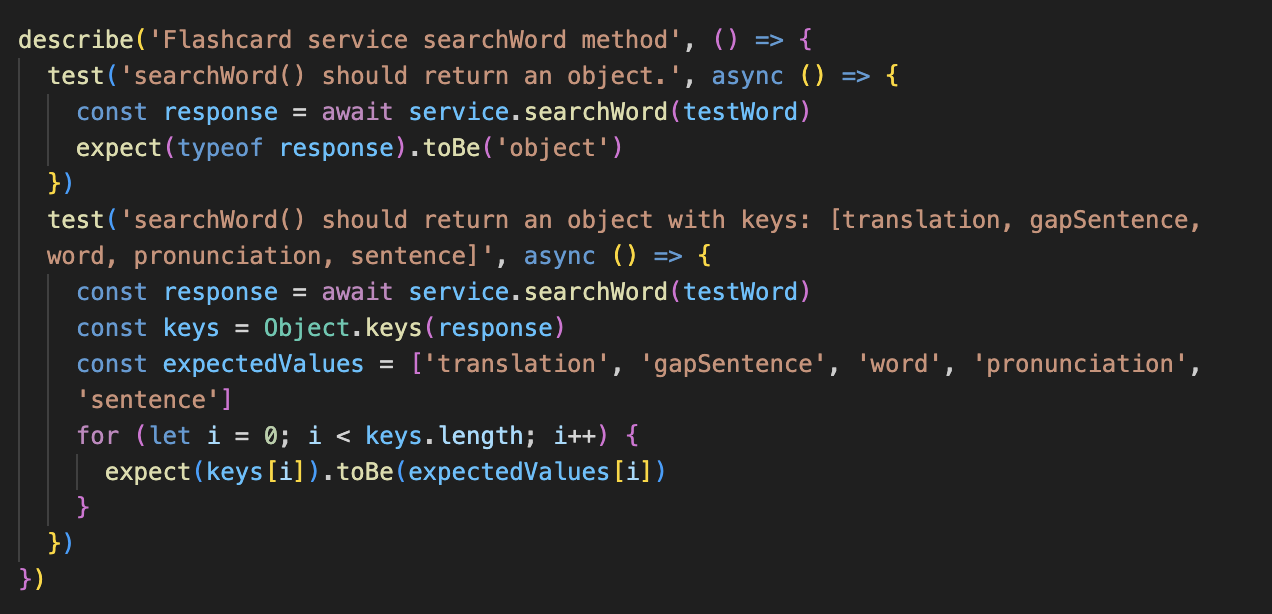 describe('Flashcard service searchWord method', () => {
test('searchWord() should return an object.', async () => {
const response = await service.searchWord(testWord)
expect(typeof response).toBe('object')
})
test('searchWord() should return an object with keys: [translation, gapSentence,
word, pronunciation, sentence]', async () => {
const response = await service.searchWord(testWord)
const keys = Object.keys(response)
const expectedValues = ['translation', 'gapSentence', 'word', 'pronunciation',
'sentence']
for (let i = 0; i < keys.length; i++) {
expect(keys[i]).toBe(expectedValues[i])
}
})
})